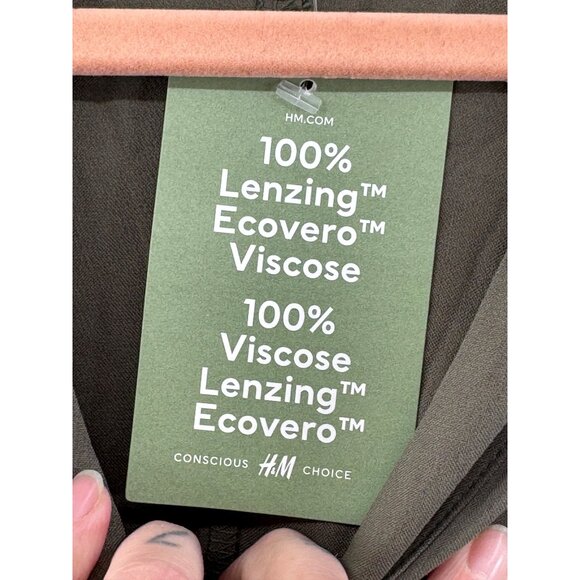 HM.COM
100%
Lenzing™
Ecovero™
Viscose
100%
Viscose
Lenzing™
Ecovero™
CONSCIOUS H&M CHOICE